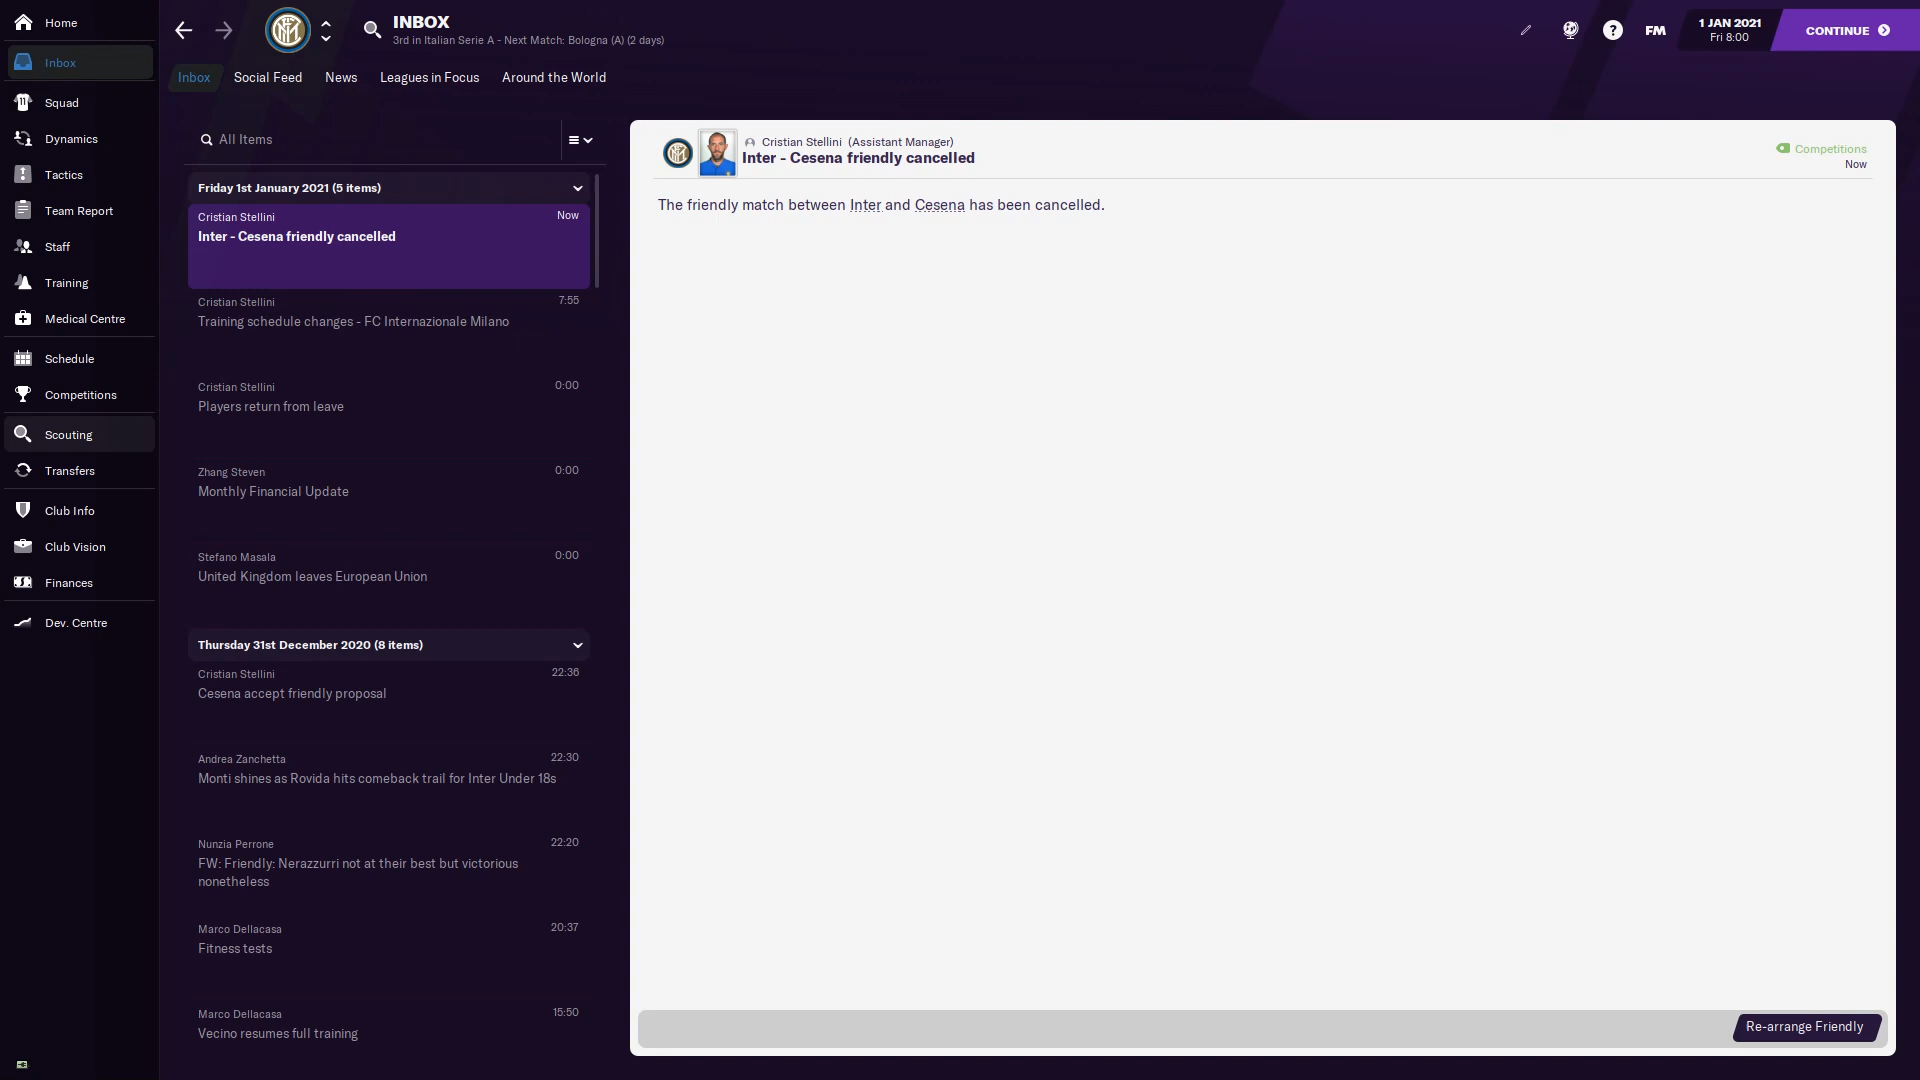 Home
Inbox
Squad
Dynamics
Tactics
Team Report
Staff
Training
Medical Centre
Schedule
Competitions
Scouting
Transfers
Club Info
Club Vision
Finances
Dev. Centre
INBOX
3rd in Italian Serie A - Next Match: Bologna (A) (2 days)
FM
1 JAN 2021
Fri 8:00
CONTINUE
Inbox Social Feed News Leagues in Focus Around the World
All Items
Friday 1st January 2021 (5 items)
Cristian Stellini Now
Inter - Cesena friendly cancelled
Cristian Stellini 7:55
Training schedule changes - FC Internazionale Milano
Cristian Stellini 0:00
Players return from leave
Zhang Steven 0:00
Monthly Financial Update
Stefano Masala 0:00
United Kingdom leaves European Union
Thursday 31st December 2020 (8 items)
Cristian Stellini 22:36
Cesena accept friendly proposal
Andrea Zanchetta 22:30
Monti shines as Rovida hits comeback trail for Inter Under 18s
Nunzia Perrone 22:20
FW: Friendly: Nerazzurri not at their best but victorious
nonetheless
Marco Dellacasa 20:37
Fitness tests
Marco Dellacasa 15:50
Vecino resumes full training
Cristian Stellini (Assistant Manager)
Inter - Cesena friendly cancelled
Competitions
Now
The friendly match between Inter and Cesena has been cancelled.
Re-arrange Friendly